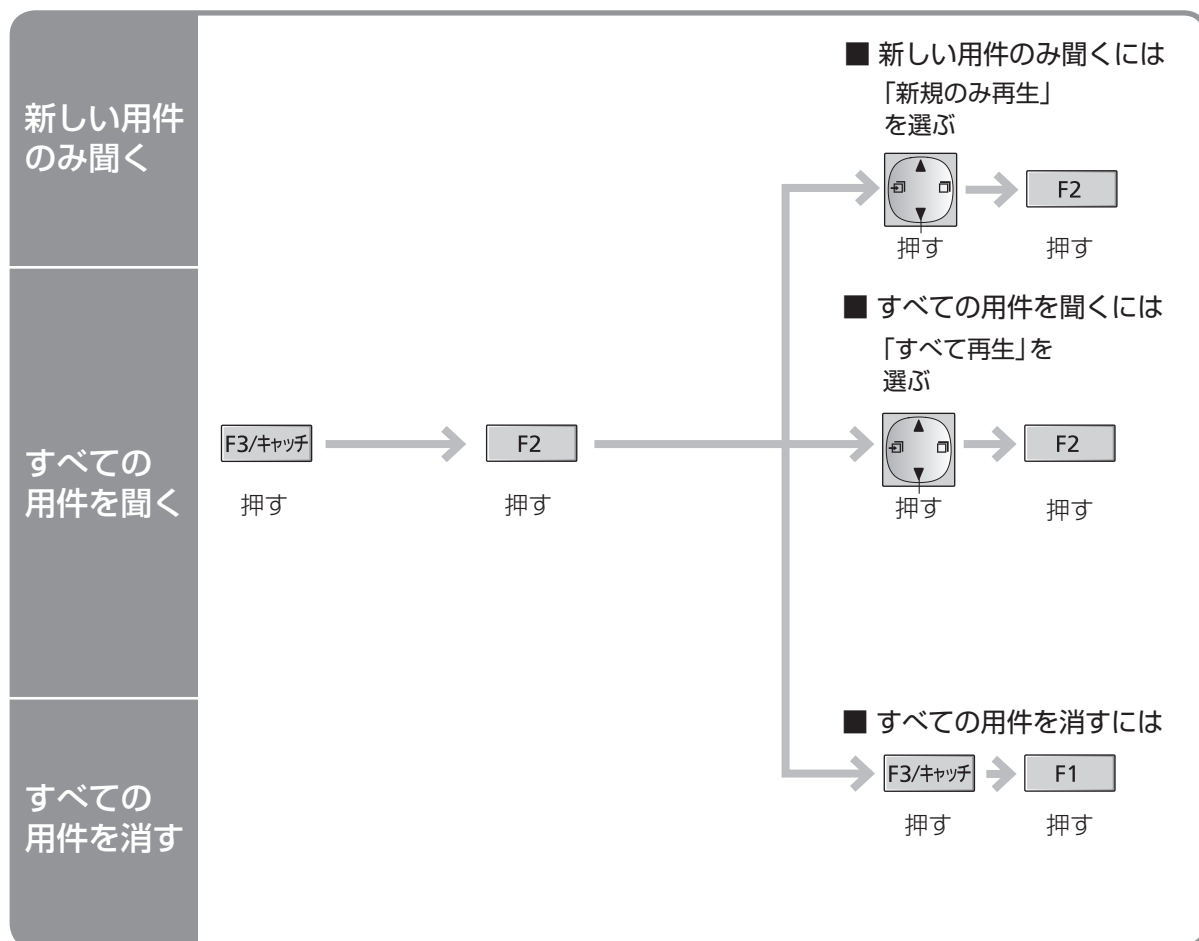 新しい用件
のみ聞く
■ 新しい用件のみ聞くには
「新規のみ再生」
を選ぶ
F2
押す
押す
すべての
用件を聞く
F3/キャッチ
押す
F2
押す
■ すべての用件を聞くには
「すべて再生」を
選ぶ
F2
押す
押す
すべての
用件を消す
■ すべての用件を消すには
F3/キャッチ
F1
押す
押す